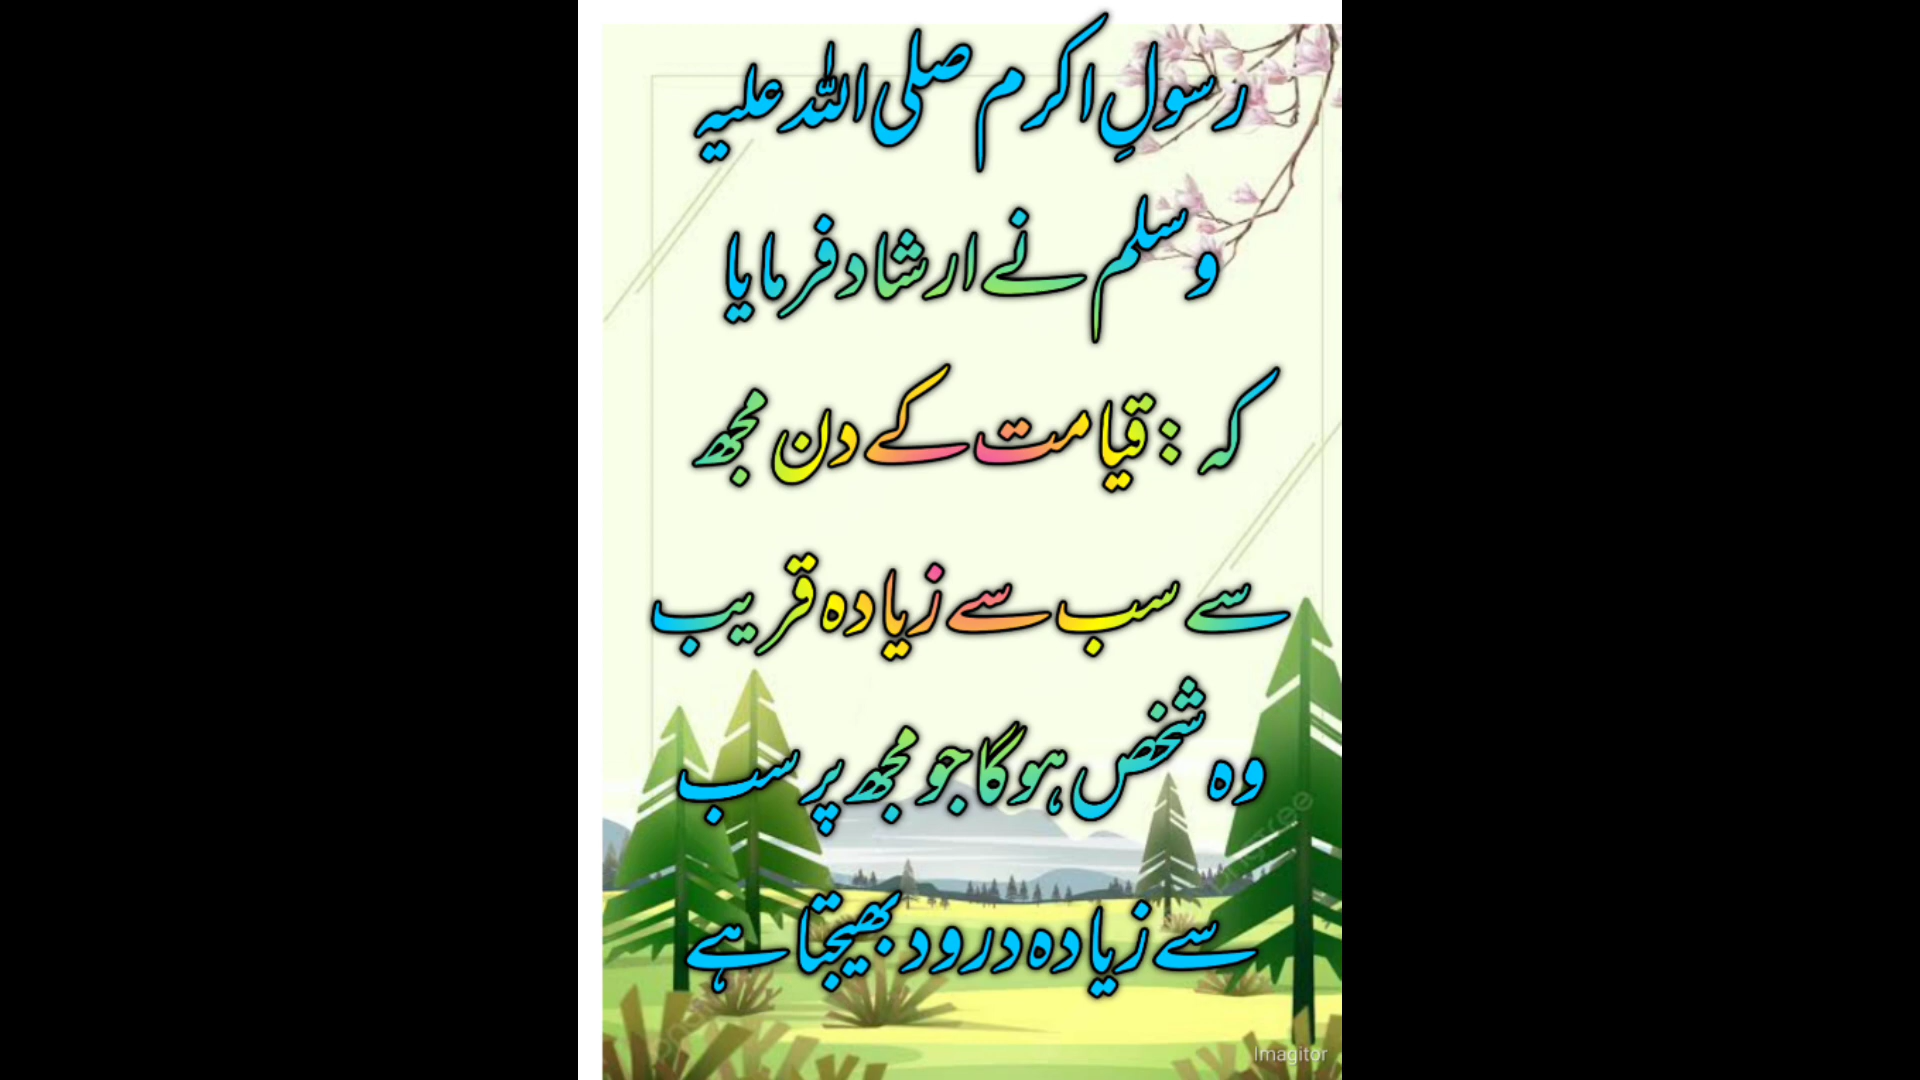 رسولِ اکرم صلی اللہ علیہ
وسلم نے ارشاد فرمایا
کہ : قیامت کے دن مجھ
سے سب سے زیادہ قریب
وہ شخص ہوگا جو مجھ پر سب
سے زیادہ درود بھیجتا ہے
pngtree
Imagitor